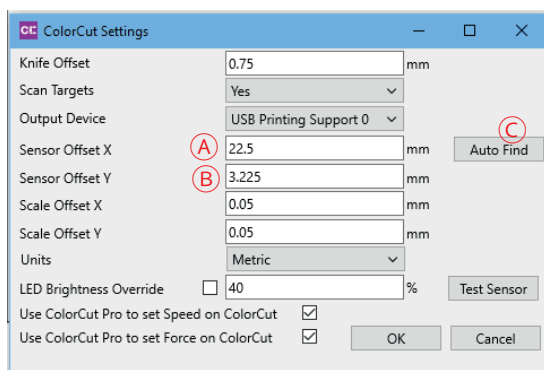 CC ColorCut Settings
Knife Offset 0.75 mm
Scan Targets Yes
Output Device USB Printing Support 0
C
Sensor Offset X A 22.5 mm Auto Find
Sensor Offset Y B 3.225 mm
Scale Offset X 0.05 mm
Scale Offset Y 0.05 mm
Units Metric
LED Brightness Override 40 % Test Sensor
Use ColorCut Pro to set Speed on ColorCut
Use ColorCut Pro to set Force on ColorCut OK Cancel